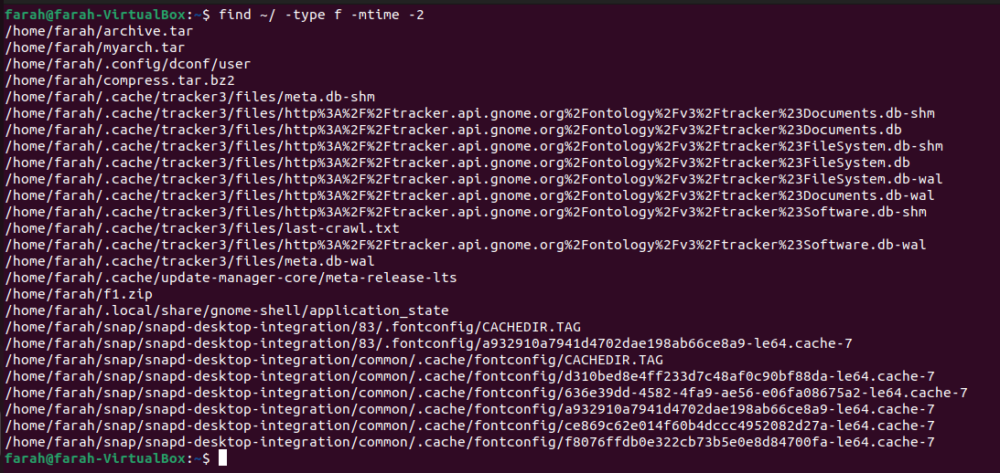 farah@farah-VirtualBox:~$ find ~/ -type f -mtime -2
/home/farah/archive.tar
/home/farah/myarch.tar
/home/farah/.config/dconf/user
/home/farah/compress.tar.bz2
/home/farah/.cache/tracker3/files/meta.db-shm
/home/farah/.cache/tracker3/files/http%3A%2F%2Ftracker.api.gnome.org%2Fontology%2Fv3%2Ftracker%23Documents.db-shm
/home/farah/.cache/tracker3/files/http%3A%2F%2Ftracker.api.gnome.org%2Fontology%2Fv3%2Ftracker%23Documents.db
/home/farah/.cache/tracker3/files/http%3A%2F%2Ftracker.api.gnome.org%2Fontology%2Fv3%2Ftracker%23FileSystem.db-shm
/home/farah/.cache/tracker3/files/http%3A%2F%2Ftracker.api.gnome.org%2Fontology%2Fv3%2Ftracker%23FileSystem.db
/home/farah/.cache/tracker3/files/http%3A%2F%2Ftracker.api.gnome.org%2Fontology%2Fv3%2Ftracker%23FileSystem.db-wal
/home/farah/.cache/tracker3/files/http%3A%2F%2Ftracker.api.gnome.org%2Fontology%2Fv3%2Ftracker%23Documents.db-wal
/home/farah/.cache/tracker3/files/http%3A%2F%2Ftracker.api.gnome.org%2Fontology%2Fv3%2Ftracker%23Software.db-shm
/home/farah/.cache/tracker3/files/last-crawl.txt
/home/farah/.cache/tracker3/files/http%3A%2F%2Ftracker.api.gnome.org%2Fontology%2Fv3%2Ftracker%23Software.db-wal
/home/farah/.cache/tracker3/files/meta.db-wal
/home/farah/.cache/update-manager-core/meta-release-lts
/home/farah/f1.zip
/home/farah/.local/share/gnome-shell/application_state
/home/farah/snap/snapd-desktop-integration/83/.fontconfig/CACHEDIR.TAG
/home/farah/snap/snapd-desktop-integration/83/.fontconfig/a932910a7941d4702dae198ab66ce8a9-le64.cache-7
/home/farah/snap/snapd-desktop-integration/common/.cache/fontconfig/CACHEDIR.TAG
/home/farah/snap/snapd-desktop-integration/common/.cache/fontconfig/d310bed8e4ff233d7c48af0c90bf88da-le64.cache-7
/home/farah/snap/snapd-desktop-integration/common/.cache/fontconfig/636e39dd-4582-4fa9-ae56-e06fa08675a2-le64.cache-7
/home/farah/snap/snapd-desktop-integration/common/.cache/fontconfig/a932910a7941d4702dae198ab66ce8a9-le64.cache-7
/home/farah/snap/snapd-desktop-integration/common/.cache/fontconfig/ce869c62e014f60b4dccc4952082d27a-le64.cache-7
/home/farah/snap/snapd-desktop-integration/common/.cache/fontconfig/f8076ffdb0e322cb73b5e0e8d84700fa-le64.cache-7
farah@farah-VirtualBox:~$